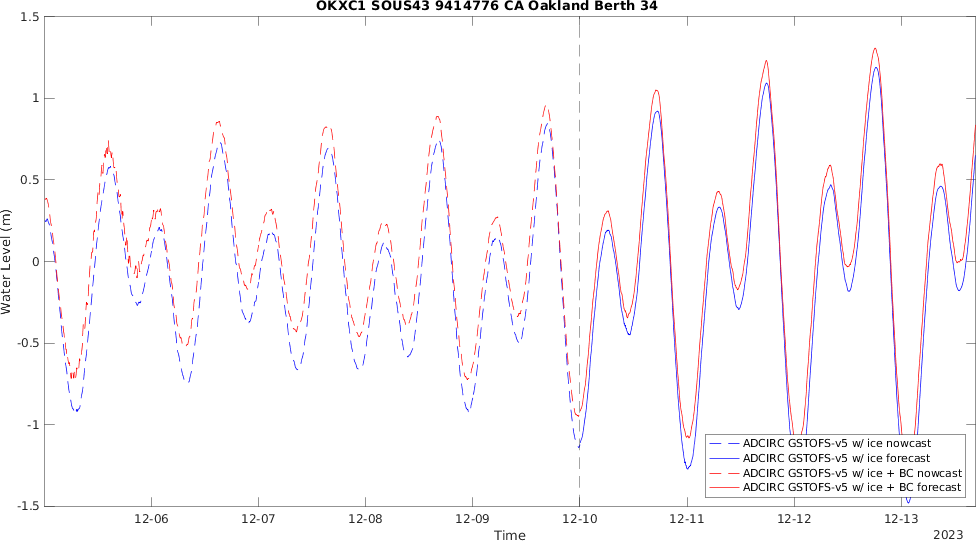 OKXC1 SOUS43 9414776 CA Oakland Berth 34
1.5
1
0.5
0
-0.5
-1
-1.5
Water Level (m)
ADCIRC GSTOFS-v5 w/ ice nowcast
ADCIRC GSTOFS-v5 w/ ice forecast
ADCIRC GSTOFS-v5 w/ ice + BC nowcast
ADCIRC GSTOFS-v5 w/ ice + BC forecast
12-06 12-07 12-08 12-09 12-10 12-11 12-12 12-13
Time
2023